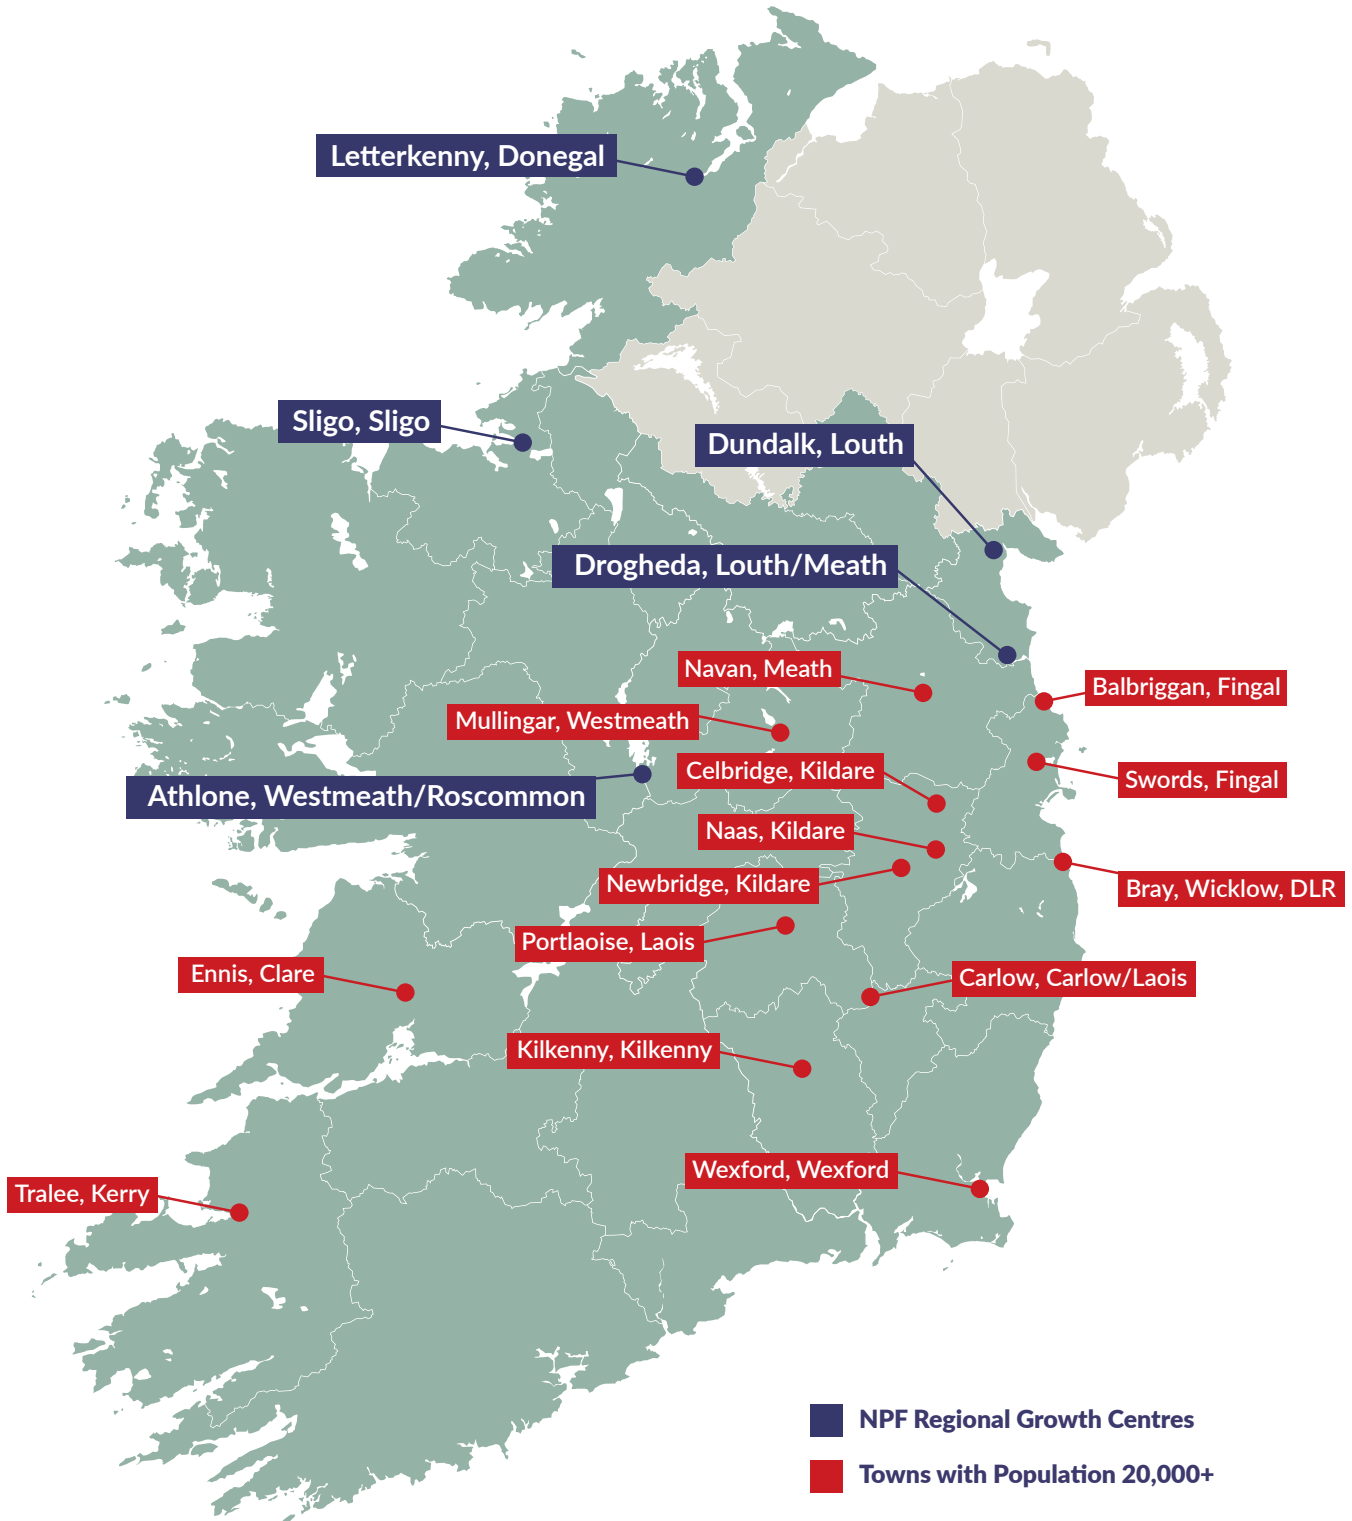 Letterkenny, Donegal
Sligo, Sligo
Dundalk, Louth
Drogheda, Louth/Meath
Navan, Meath
Balbriggan, Fingal
Mullingar, Westmeath
Celbridge, Kildare
Swords, Fingal
Athlone, Westmeath/Roscommon
Naas, Kildare
Newbridge, Kildare
Bray, Wicklow, DLR
Portlaoise, Laois
Ennis, Clare
Carlow, Carlow/Laois
Kilkenny, Kilkenny
Wexford, Wexford
Tralee, Kerry
NPF Regional Growth Centres
Towns with Population 20,000+